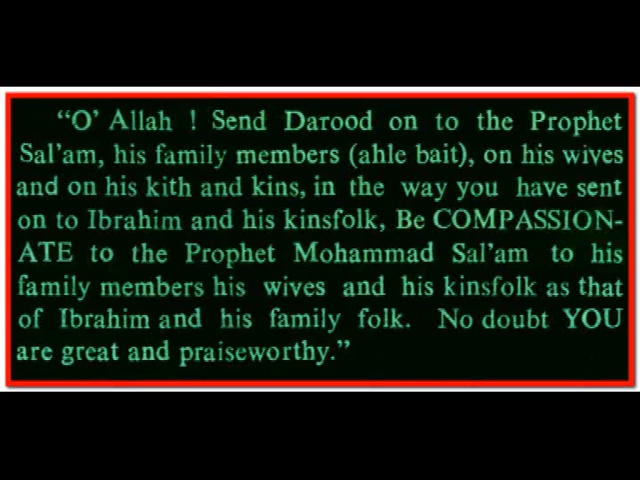 “O’ Allah ! Send Darood on to the Prophet
Sal’am, his family members (ahle bait), on his wives
and on his kith and kins, in the way you have sent
on to Ibrahim and his kinsfolk, Be COMPASSION-
ATE to the Prophet Mohammad Sal’am to his
family members his wives and his kinsfolk as that
of Ibrahim and his family folk. No doubt YOU
are great and praiseworthy.”